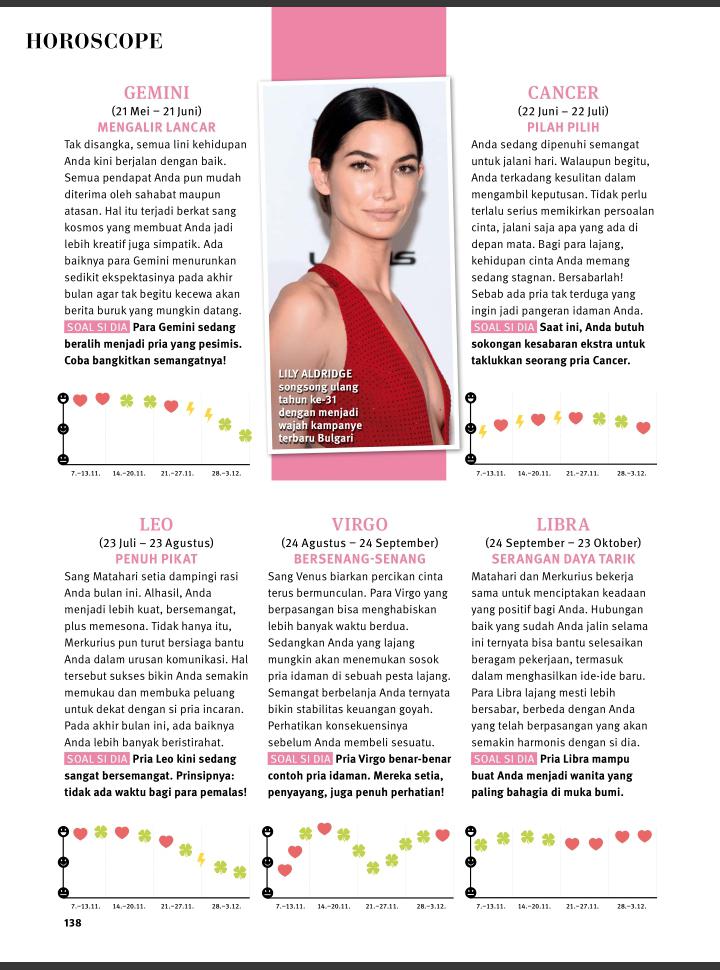 HOROSCOPE
GEMINI
(21 Mei – 21 Juni)
MENGALIR LANCAR
Tak disangka, semua lini kehidupan
Anda kini berjalan dengan baik.
Semua pendapat Anda pun mudah
diterima oleh sahabat maupun
atasan. Hal itu terjadi berkat sang
kosmos yang membuat Anda jadi
lebih kreatif juga simpatik. Ada
baiknya para Gemini menurunkan
sedikit ekspektasinya pada akhir
bulan agar tak begitu kecewa akan
berita buruk yang mungkin datang.
SOAL SI DIA Para Gemini sedang
beralih menjadi pria yang pesimis.
Coba bangkitkan semangatnya!
7.–13.11. 14.–20.11. 21.–27.11. 28.–3.12.
LILY ALDRIDGE
songsong ulang
tahun ke-31
dengan menjadi
wajah kampanye
terbaru Bulgari
CANCER
(22 Juni – 22 Juli)
PILAH PILIH
Anda sedang dipenuhi semangat
untuk jalani hari. Walaupun begitu,
Anda terkadang kesulitan dalam
mengambil keputusan. Tidak perlu
terlalu serius memikirkan persoalan
cinta, jalani saja apa yang ada di
depan mata. Bagi para lajang,
kehidupan cinta Anda memang
sedang stagnan. Bersabarlah!
Sebab ada pria tak terduga yang
ingin jadi pangeran idaman Anda.
SOAL SI DIA Saat ini, Anda butuh
sokongan kesabaran ekstra untuk
taklukkan seorang pria Cancer.
7.–13.11. 14.–20.11. 21.–27.11. 28.–3.12.
LEO
(23 Juli – 23 Agustus)
PENUH PIKAT
Sang Matahari setia dampingi rasi
Anda bulan ini. Alhasil, Anda
menjadi lebih kuat, bersemangat,
plus memesona. Tidak hanya itu,
Merkurius pun turut bersiaga bantu
Anda dalam urusan komunikasi. Hal
tersebut sukses bikin Anda semakin
memukau dan membuka peluang
untuk dekat dengan si pria incaran.
Pada akhir bulan ini, ada baiknya
Anda lebih banyak beristirahat.
SOAL SI DIA Pria Leo kini sedang
sangat bersemangat. Prinsipnya:
tidak ada waktu bagi para pemalas!
7.–13.11. 14.–20.11. 21.–27.11. 28.–3.12.
VIRGO
(24 Agustus – 24 September)
BERSENANG-SENANG
Sang Venus biarkan percikan cinta
terus bermunculan. Para Virgo yang
berpasangan bisa menghabiskan
lebih banyak waktu berdua.
Sedangkan Anda yang lajang
mungkin akan menemukan sosok
pria idaman di sebuah pesta lajang.
Semangat berbelanja Anda ternyata
bikin stabilitas keuangan goyah.
Perhatikan konsekuensinya
sebelum Anda membeli sesuatu.
SOAL SI DIA Pria Virgo benar-benar
contoh pria idaman. Mereka setia,
penyayang, juga penuh perhatian!
7.–13.11. 14.–20.11. 21.–27.11. 28.–3.12.
LIBRA
(24 September – 23 Oktober)
SERANGAN DAYA TARIK
Matahari dan Merkurius bekerja
sama untuk menciptakan keadaan
yang positif bagi Anda. Hubungan
baik yang sudah Anda jalin selama
ini ternyata bisa bantu selesaikan
beragam pekerjaan, termasuk
dalam menghasilkan ide-ide baru.
Para Libra lajang mesti lebih
bersabar, berbeda dengan Anda
yang telah berpasangan yang akan
semakin harmonis dengan si dia.
SOAL SI DIA Pria Libra mampu
buat Anda menjadi wanita yang
paling bahagia di muka bumi.
7.–13.11. 14.–20.11. 21.–27.11. 28.–3.12.
138